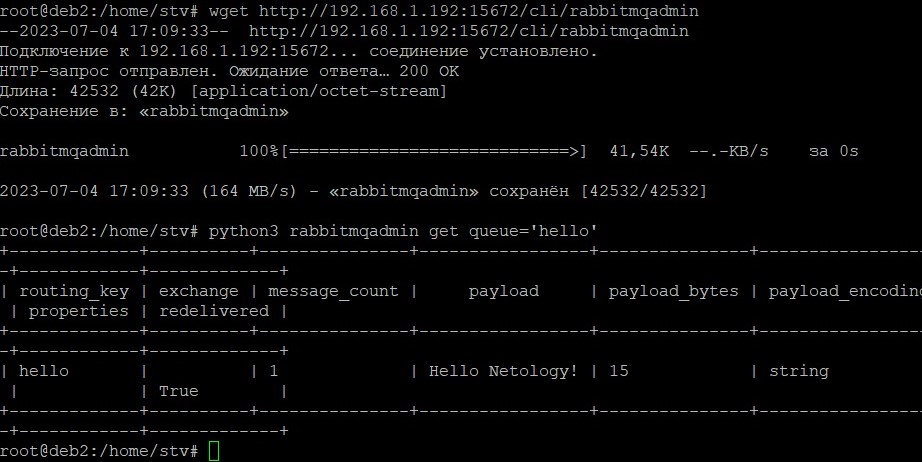 root@deb2:/home/stv# wget http://192.168.1.192:15672/cli/rabbitmqadmin
--2023-07-04 17:09:33--  http://192.168.1.192:15672/cli/rabbitmqadmin
Подключение к 192.168.1.192:15672... соединение установлено.
HTTP-запрос отправлен. Ожидание ответа… 200 OK
Длина: 42532 (42K) [application/octet-stream]
Сохранение в: «rabbitmqadmin»
rabbitmqadmin           100%[============================>]  41,54K  --.-KB/s    за 0s
2023-07-04 17:09:33 (164 MB/s) - «rabbitmqadmin» сохранён [42532/42532]
root@deb2:/home/stv# python3 rabbitmqadmin get queue='hello'
+-------------+----------+---------------+----------------+---------------+----------------
-+------------+-------------+
| routing_key | exchange | message_count |     payload    | payload_bytes | payload_encoding
 | properties | redelivered |
+-------------+----------+---------------+----------------+---------------+----------------
-+------------+-------------+
| hello       |          | 1             | Hello Netology! | 15            | string
 |            | True        |
+-------------+----------+---------------+----------------+---------------+----------------
-+------------+-------------+
root@deb2:/home/stv#